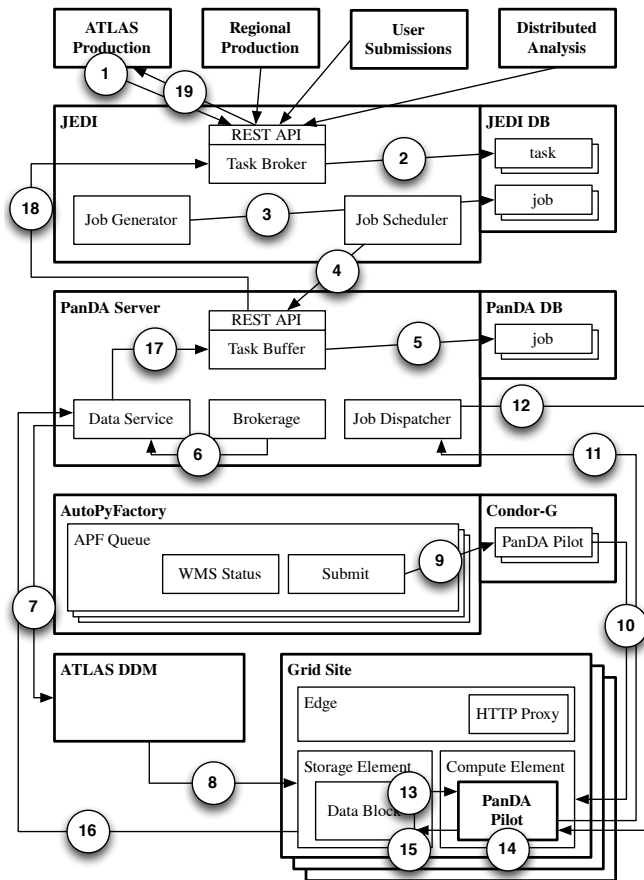 ATLAS
Production
Regional
Production
User
Submissions
Distributed
Analysis
1
19
JEDI
REST API
Task Broker
2
JEDI DB
task
18
Job Generator
3
Job Scheduler
job
4
PanDA Server
REST API
Task Buffer
17
5
PanDA DB
job
Data Service
Brokerage
Job Dispatcher
12
6
11
AutoPyFactory
APF Queue
WMS Status
Submit
9
Condor-G
PanDA Pilot
7
10
ATLAS DDM
Grid Site
Edge
HTTP Proxy
8
Storage Element
Compute Element
13
Data Block
PanDA
Pilot
16
15
14